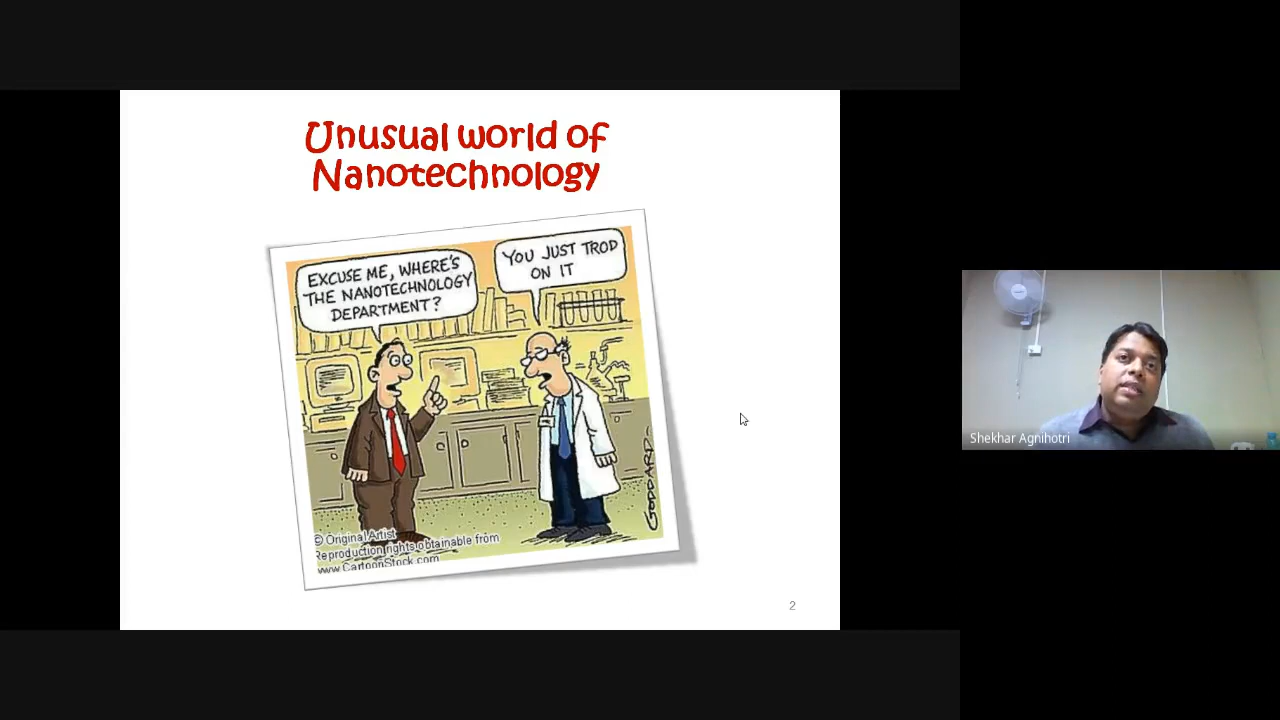 Unusual world of
Nanotechnology
EXCUSE ME, WHERE'S
THE NANOTECHNOLOGY
DEPARTMENT?
YOU JUST TROD
ON IT
GODDARD
© Original Artist
Reproduction rights obtainable from
www.CartoonStock.com
2
Shekhar Agnihotri